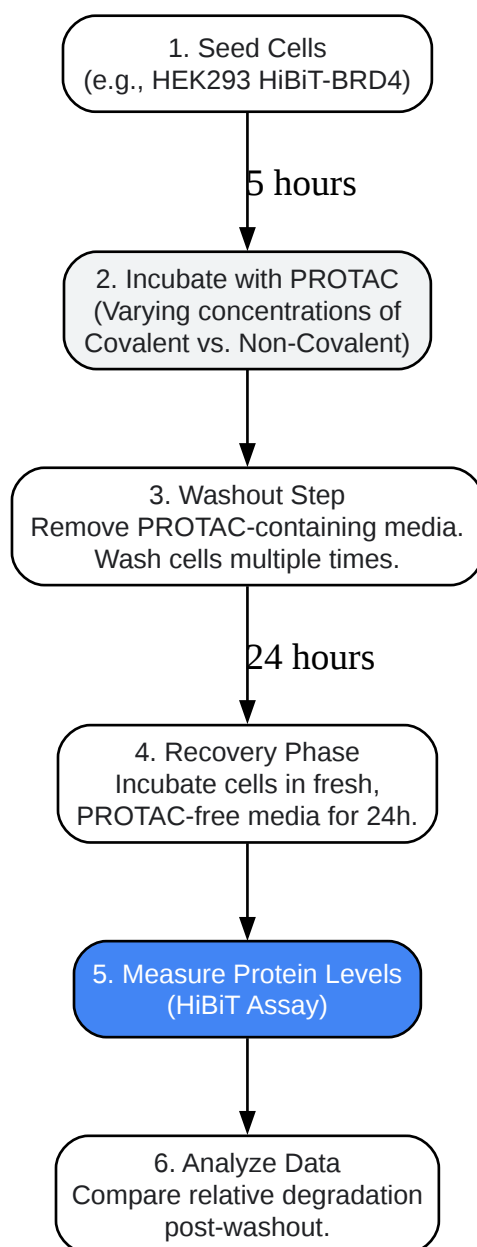 1. Seed Cells
(e.g., HEK293 HiBiT-BRD4)
5 hours
2. Incubate with PROTAC
(Varying concentrations of
Covalent vs. Non-Covalent)
3. Washout Step
Remove PROTAC-containing media.
Wash cells multiple times.
24 hours
4. Recovery Phase
Incubate cells in fresh,
PROTAC-free media for 24h.
5. Measure Protein Levels
(HiBiT Assay)
6. Analyze Data
Compare relative degradation
post-washout.